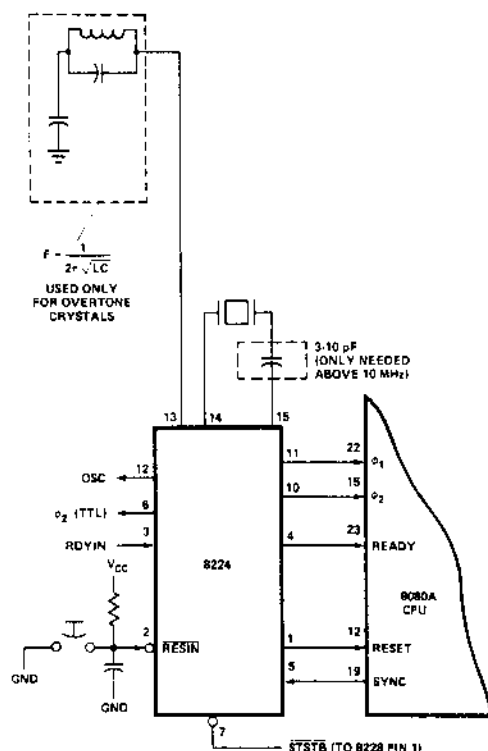 F = 1 / 2π √LC
USED ONLY
FOR OVERTONE
CRYSTALS
3-10 pF
(ONLY NEEDED
ABOVE 10 MHz)
13 14 15
OSC 12
11 22 φ1
φ2 (TTL) 6
10 15 φ2
RDYIN 3
4 23 READY
VCC
8224
8080A
CPU
2 RESIN
1 12 RESET
GND
5 19 SYNC
GND
7
STSTB (TO 8228 PIN 1)